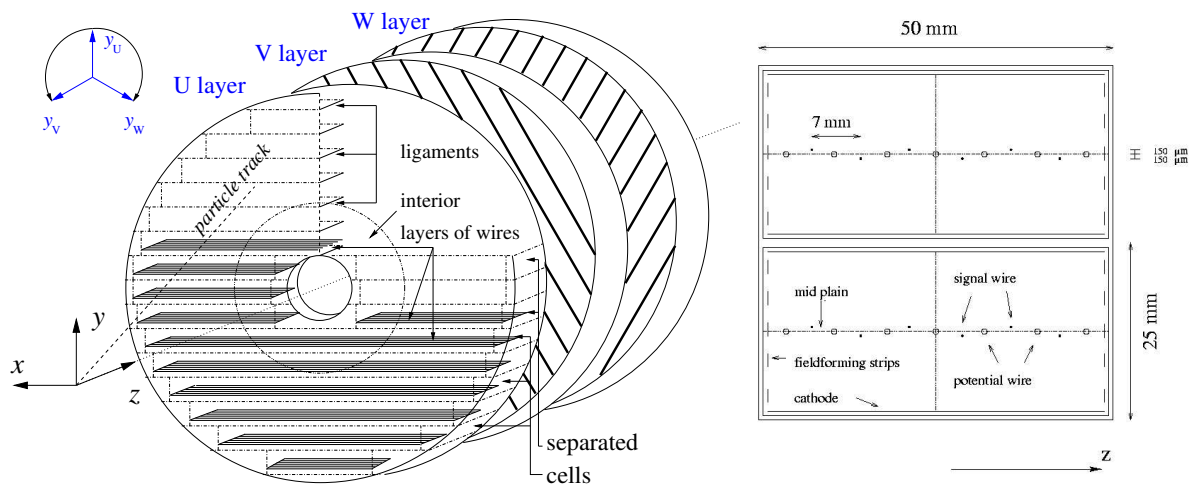 W layer
V layer
U layer
y_U
y_V
y_W
ligaments
particle track
interior
layers of wires
y
x
z
separated
cells
50 mm
7 mm
150 μm
150 μm
signal wire
mid plain
fieldforming strips
potential wire
cathode
25 mm
z